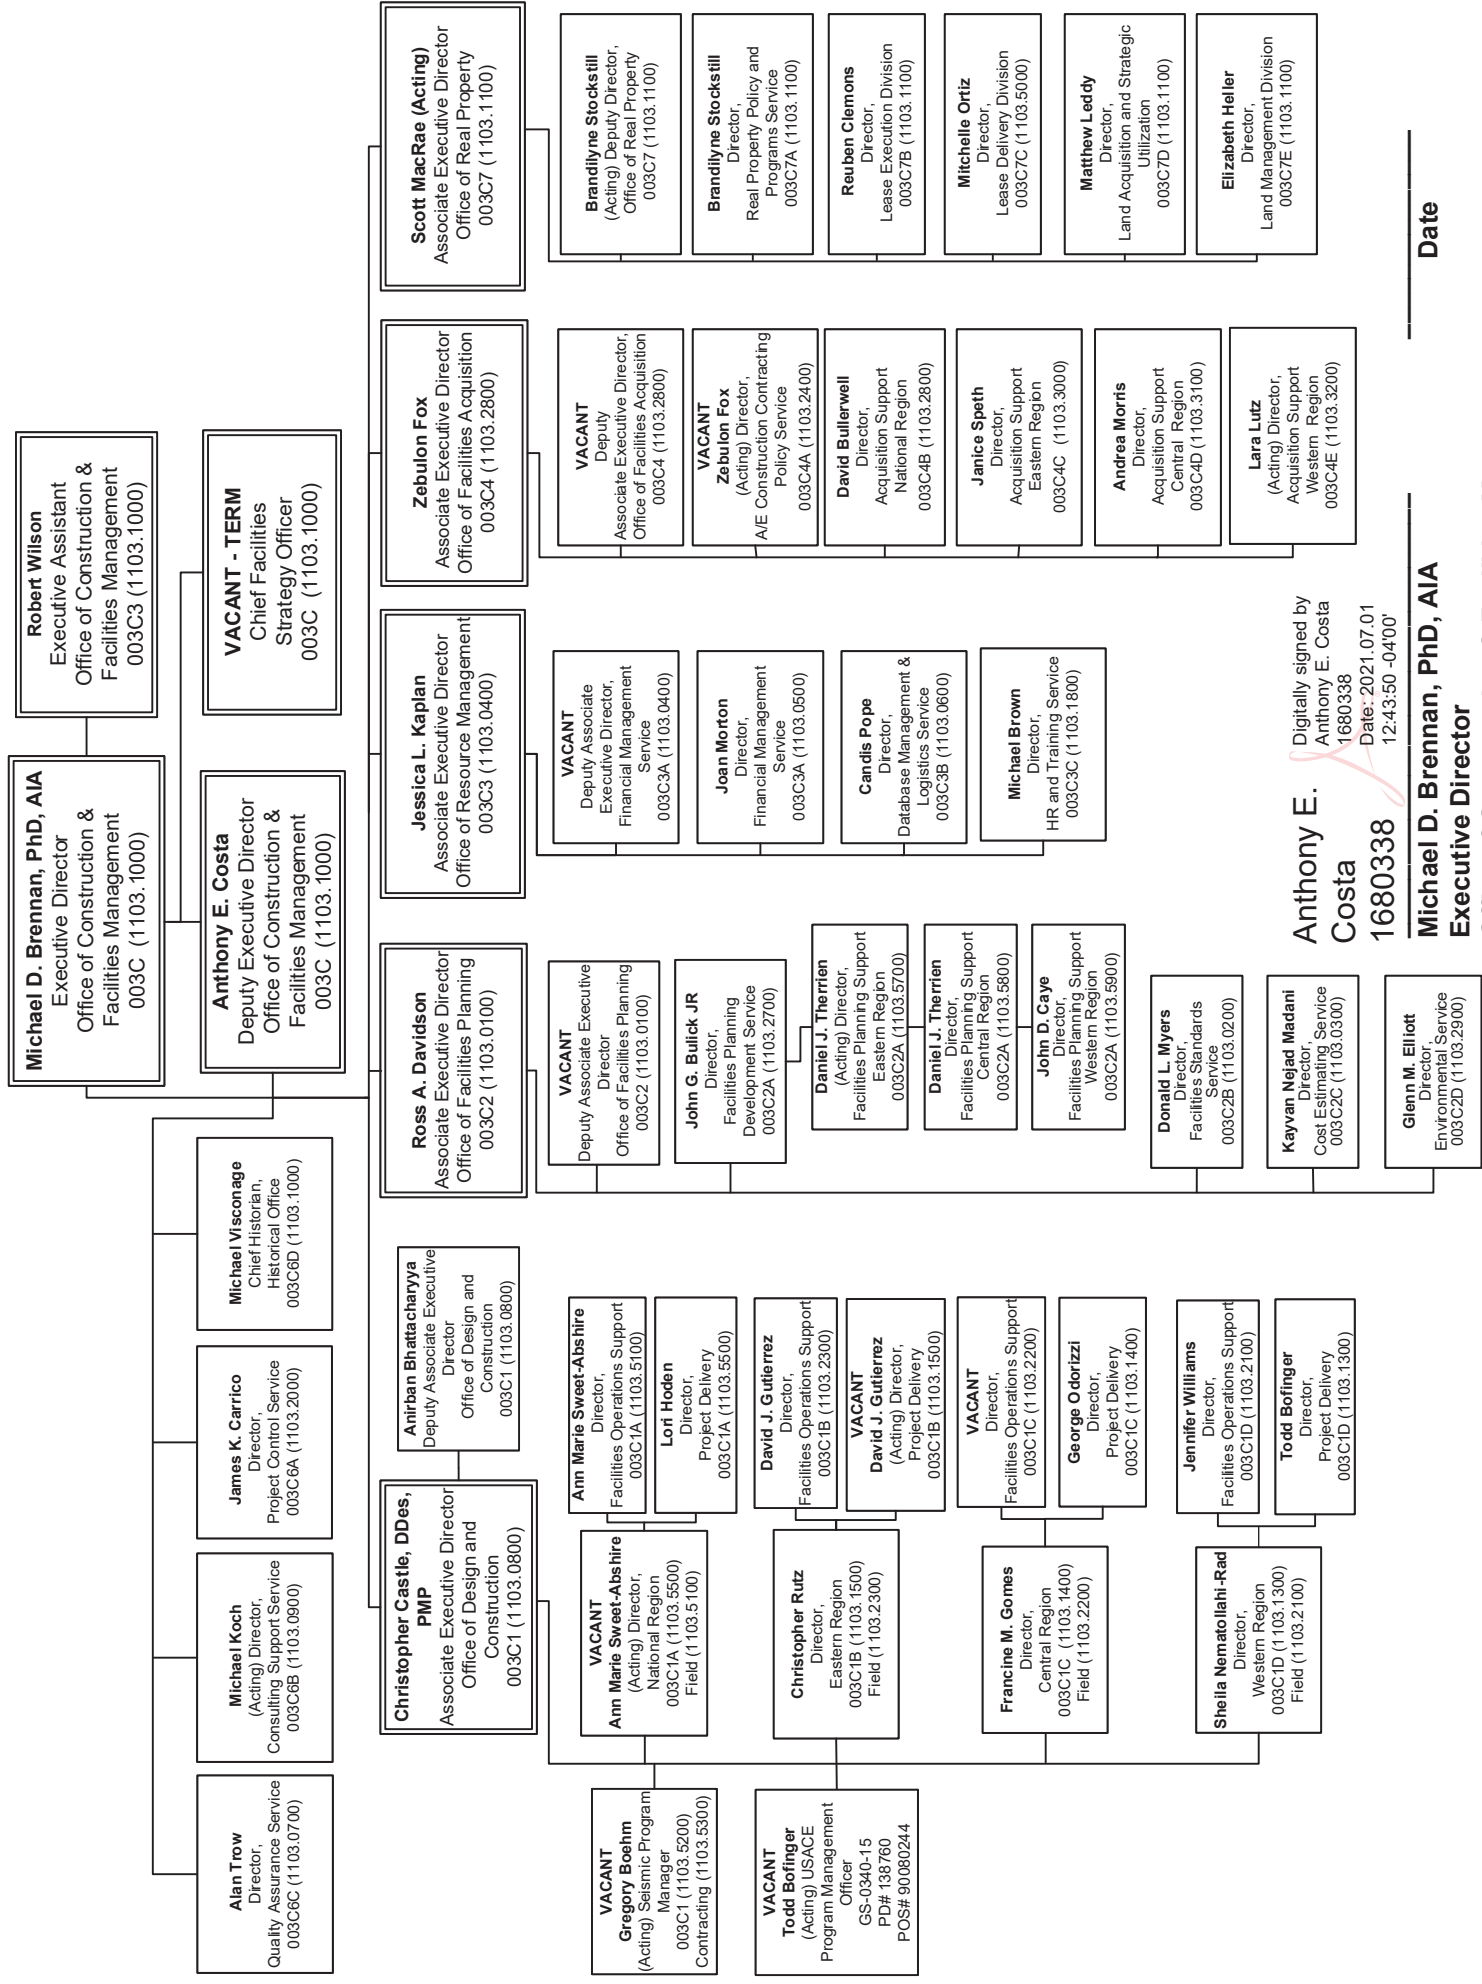 Michael D. Brennan, PhD, AIA
Executive Director
Office of Construction &
Facilities Management
003C (1103.1000)
Robert Wilson
Executive Assistant
Office of Construction &
Facilities Management
003C3 (1103.1000)
Anthony E. Costa
Deputy Executive Director
Office of Construction &
Facilities Management
003C (1103.1000)
VACANT - TERM
Chief Facilities
Strategy Officer
003C (1103.1000)
Alan Trow
Director,
Quality Assurance Service
003C6C (1103.0700)
Michael Koch
(Acting) Director,
Consulting Support Service
003C6B (1103.0900)
James K. Carrico
Director,
Project Control Service
003C6A (1103.2000)
Michael Visconage
Chief Historian,
Historical Office
003C6D (1103.1000)
Christopher Castle, DDes,
PMP
Associate Executive Director
Office of Design and
Construction
003C1 (1103.0800)
Anirban Bhattacharyya
Deputy Associate Executive
Director
Office of Design and
Construction
003C1 (1103.0800)
VACANT
Gregory Boehm
(Acting) Seismic Program
Manager
003C1 (1103.5200)
Contracting (1103.5300)
VACANT
Todd Bofinger
(Acting) USACE
Program Management
Officer
GS-0340-15
PD# 138760
POS# 90080244
VACANT
Ann Marie Sweet-Abshire
(Acting) Director,
National Region
003C1A (1103.5500)
Field (1103.5100)
Ann Marie Sweet-Abshire
Director,
Facilities Operations Support
003C1A (1103.5100)
Lori Hoden
Director,
Project Delivery
003C1A (1103.5500)
Christopher Rutz
Director,
Eastern Region
003C1B (1103.1500)
Field (1103.2300)
David J. Gutierrez
Director,
Facilities Operations Support
003C1B (1103.2300)
VACANT
David J. Gutierrez
(Acting) Director,
Project Delivery
003C1B (1103.1500)
Francine M. Gomes
Director,
Central Region
003C1C (1103.1400)
Field (1103.2200)
VACANT
Director,
Facilities Operations Support
003C1C (1103.2200)
George Odorizzi
Director,
Project Delivery
003C1C (1103.1400)
Sheila Nematollahi-Rad
Director,
Western Region
003C1D (1103.1300)
Field (1103.2100)
Jennifer Williams
Director,
Facilities Operations Support
003C1D (1103.2100)
Todd Bofinger
Director,
Project Delivery
003C1D (1103.1300)
Ross A. Davidson
Associate Executive Director
Office of Facilities Planning
003C2 (1103.0100)
VACANT
Deputy Associate Executive
Director
Office of Facilities Planning
003C2 (1103.0100)
John G. Bulick JR
Director,
Facilities Planning
Development Service
003C2A (1103.2700)
Daniel J. Therrien
(Acting) Director,
Facilities Planning Support
Eastern Region
003C2A (1103.5700)
Daniel J. Therrien
Director,
Facilities Planning Support
Central Region
003C2A (1103.5800)
John D. Caye
Director,
Facilities Planning Support
Western Region
003C2A (1103.5900)
Donald L. Myers
Director,
Facilities Standards
Service
003C2B (1103.0200)
Kayvan Nejad Madani
Director,
Cost Estimating Service
003C2C (1103.0300)
Glenn M. Elliott
Director,
Environmental Service
003C2D (1103.2900)
Jessica L. Kaplan
Associate Executive Director
Office of Resource Management
003C3 (1103.0400)
VACANT
Deputy Associate
Executive Director,
Financial Management
Service
003C3A (1103.0400)
Joan Morton
Director,
Financial Management
Service
003C3A (1103.0500)
Candis Pope
Director,
Database Management &
Logistics Service
003C3B (1103.0600)
Michael Brown
Director,
HR and Training Service
003C3C (1103.1800)
Zebulon Fox
Associate Executive Director
Office of Facilities Acquisition
003C4 (1103.2800)
VACANT
Deputy
Associate Executive Director,
Office of Facilities Acquisition
003C4 (1103.2800)
VACANT
Zebulon Fox
(Acting) Director,
A/E Construction Contracting
Policy Service
003C4A (1103.2400)
David Bullerwell
Director,
Acquisition Support
National Region
003C4B (1103.2800)
Janice Speth
Director,
Acquisition Support
Eastern Region
003C4C (1103.3000)
Andrea Morris
Director,
Acquisition Support
Central Region
003C4D (1103.3100)
Lara Lutz
(Acting) Director,
Acquisition Support
Western Region
003C4E (1103.3200)
Scott MacRae (Acting)
Associate Executive Director
Office of Real Property
003C7 (1103.1100)
Brandilyne Stockstill
(Acting) Deputy Director,
Office of Real Property
003C7 (1103.1100)
Brandilyne Stockstill
Director,
Real Property Policy and
Programs Service
003C7A (1103.1100)
Reuben Clemons
Director,
Lease Execution Division
003C7B (1103.1100)
Mitchelle Ortiz
Director,
Lease Delivery Division
003C7C (1103.5000)
Matthew Leddy
Director,
Land Acquisition and Strategic
Utilization
003C7D (1103.1100)
Elizabeth Heller
Director,
Land Management Division
003C7E (1103.1100)
Anthony E.
Costa
1680338
Digitally signed by
Anthony E. Costa
1680338
Date: 2021.07.01
12:43:50 -04'00'
Michael D. Brennan, PhD, AIA
Executive Director
Date